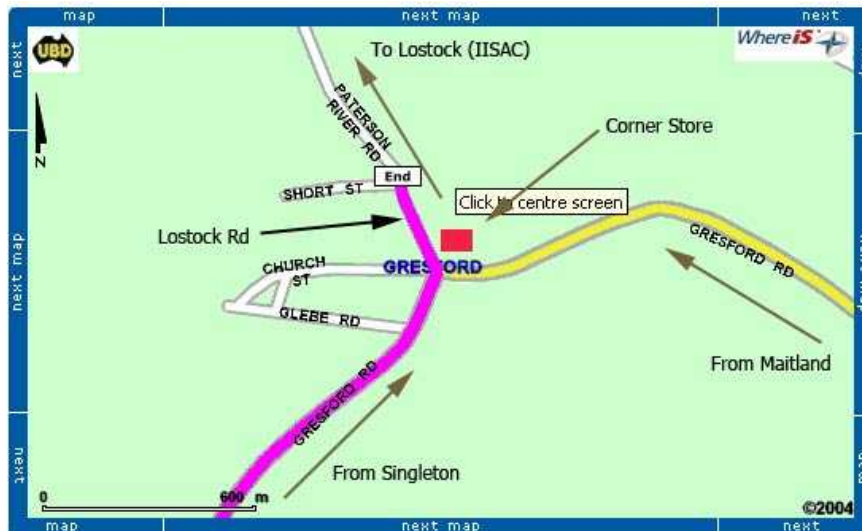 map
next map
next
UBD
WhereiS
next
To Lostock (IISAC)
PATERSON
RIVER RD
Corner Store
N
End
SHORT ST
Click to centre screen
Lostock Rd
GRESFORD RD
next map
CHURCH
ST
GRESFORD
GLEBE RD
From Maitland
GRESFORD RD
From Singleton
next
0 600 m
©2004
map
next map
next